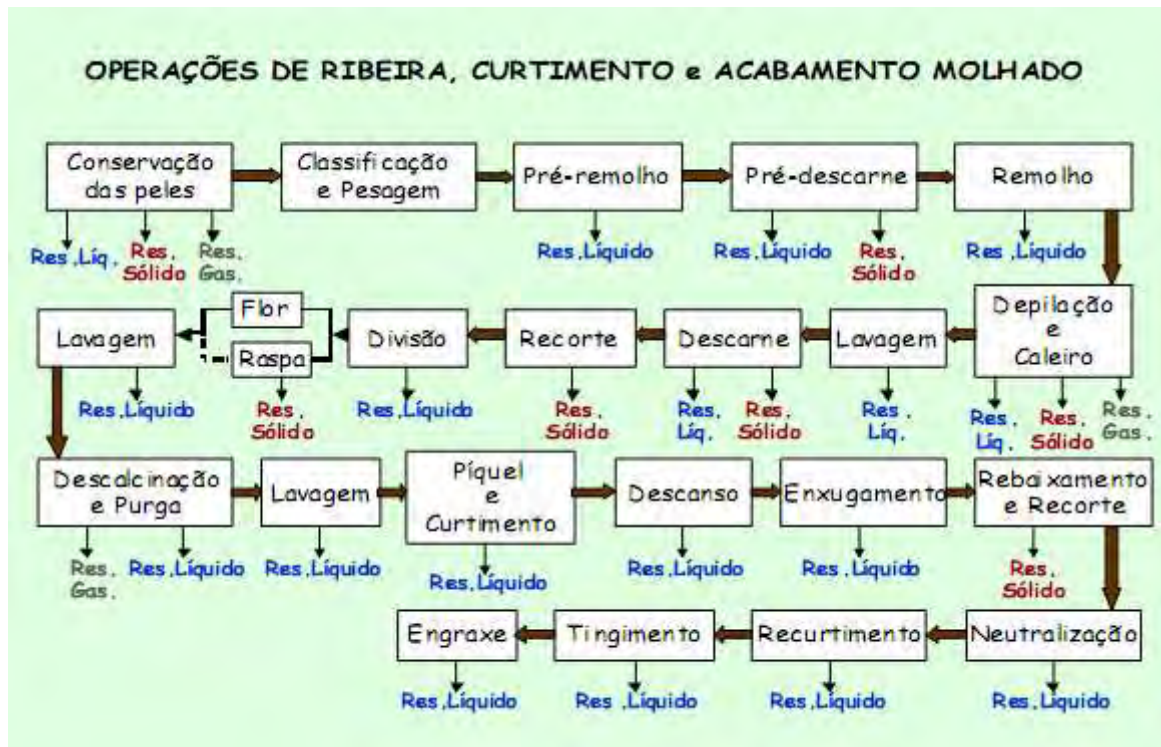 OPERAÇÕES DE RIBEIRA, CURTIMENTO e ACABAMENTO MOLHADO
Conservação
das peles
Classificação
e Pesagem
Pré-remolho
Pré-descarne
Remolho
Res.Líq.
Res.
Sólido
Res.
Gas.
Res.Líquido
Res.Líquido
Res.
Sólido
Res.Líquido
Lavagem
Flor
Raspa
Divisão
Recorte
Descarne
Lavagem
Depilação
e
Caleiro
Res.Líquido
Res.
Sólido
Res.Líquido
Res.
Sólido
Res.
Líq.
Res.
Sólido
Res.
Líq.
Res.
Líq.
Res.
Sólido
Res.
Gas.
Descalcinação
e Purga
Lavagem
Píquel
e
Curtimento
Descanso
Enxugamento
Rebaixamento
e Recorte
Res.
Gas.
Res.Líquido
Res.Líquido
Res.Líquido
Res.Líquido
Res.Líquido
Res.
Sólido
Engraxe
Tingimento
Recurtimento
Neutralização
Res.Líquido
Res.Líquido
Res.Líquido
Res.Líquido